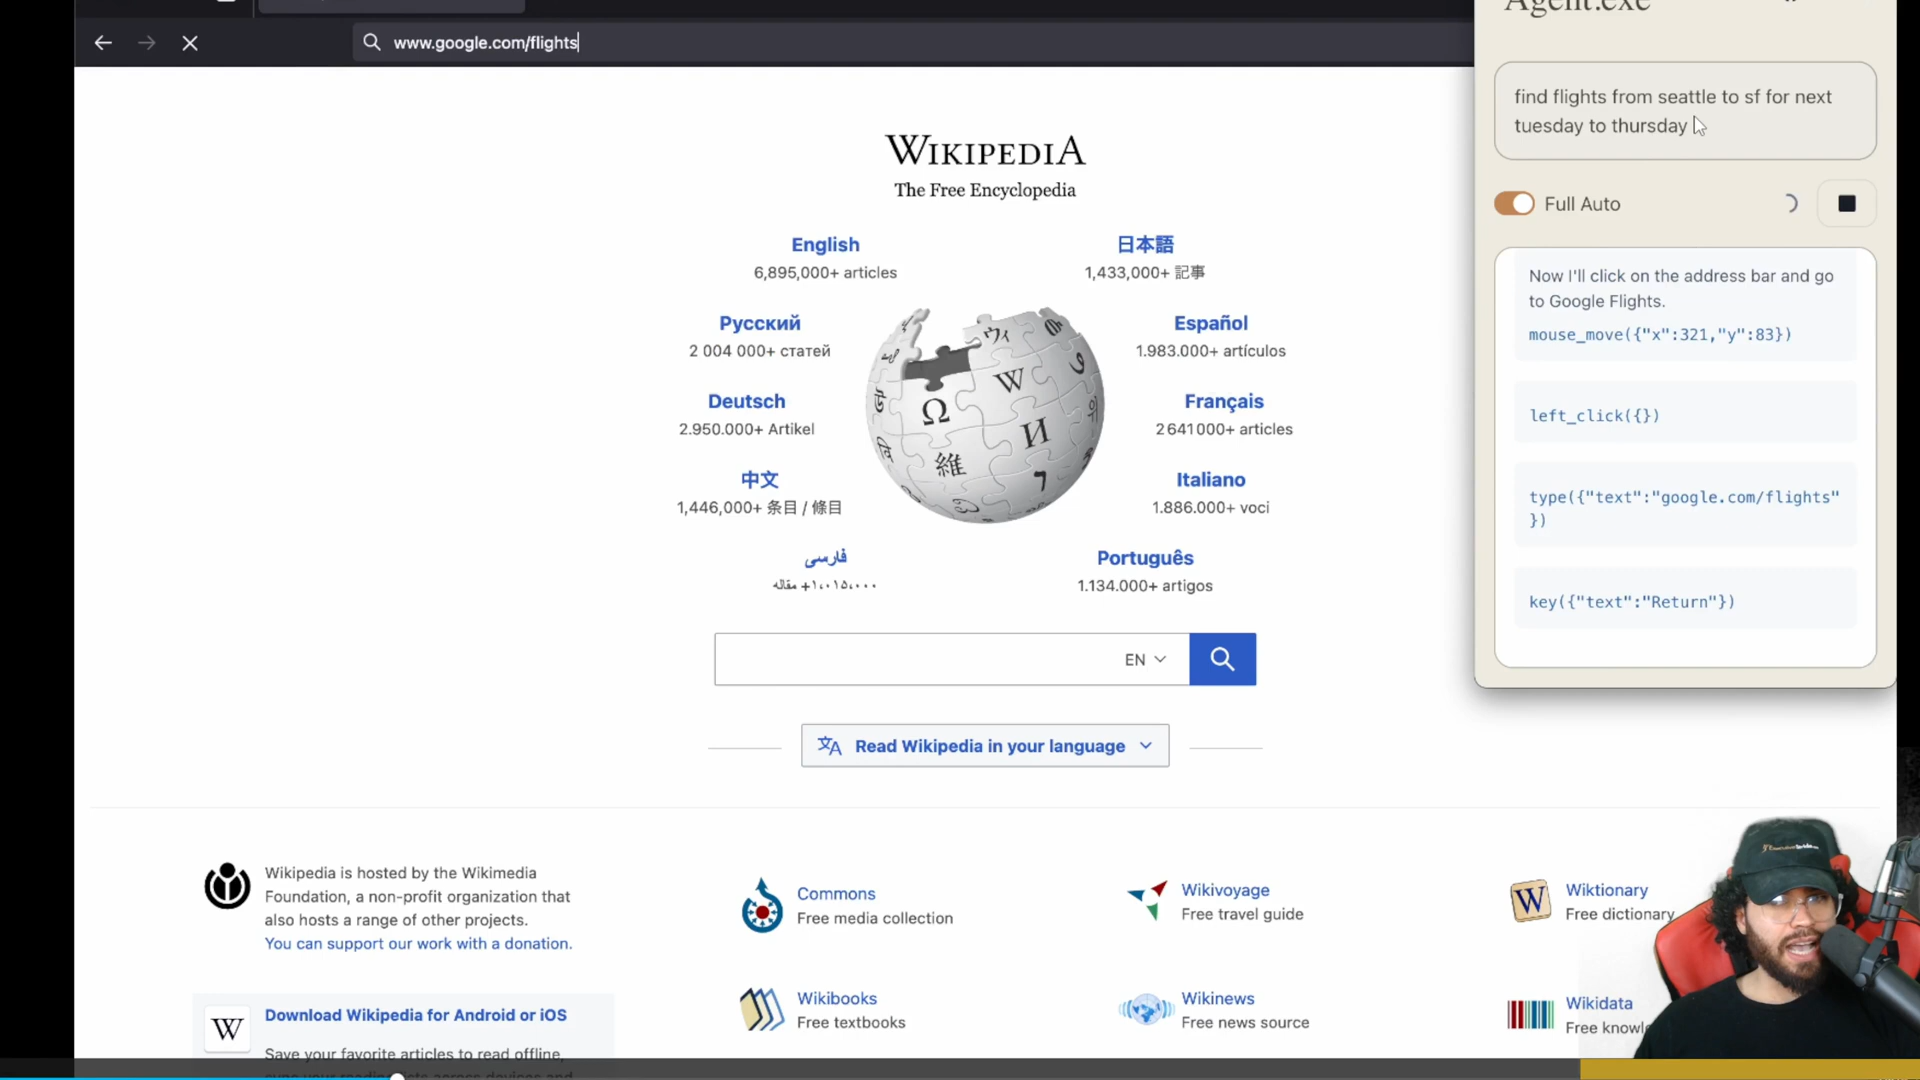 www.google.com/flights
Agent.exe
find flights from seattle to sf for next
tuesday to thursday
Full Auto
Now I'll click on the address bar and go
to Google Flights.
mouse_move({"x":321,"y":83})
left_click({})
type({"text":"google.com/flights"
})
key({"text":"Return"})
WIKIPEDIA
The Free Encyclopedia
English
6,895,000+ articles
日本語
1,433,000+ 記事
Русский
2 004 000+ статей
Español
1.983.000+ artículos
Deutsch
2.950.000+ Artikel
Français
2 641 000+ articles
中文
1,446,000+ 条目 / 條目
Italiano
1.886.000+ voci
فارسی
۱٬۰۱۵٬۰۰۰+ مقاله
Português
1.134.000+ artigos
EN
Read Wikipedia in your language
Wikipedia is hosted by the Wikimedia
Foundation, a non-profit organization that
also hosts a range of other projects.
You can support our work with a donation.
Download Wikipedia for Android or iOS
Save your favorite articles to read offline,
Commons
Free media collection
Wikivoyage
Free travel guide
Wiktionary
Free dictionary
Wikibooks
Free textbooks
Wikinews
Free news source
Wikidata